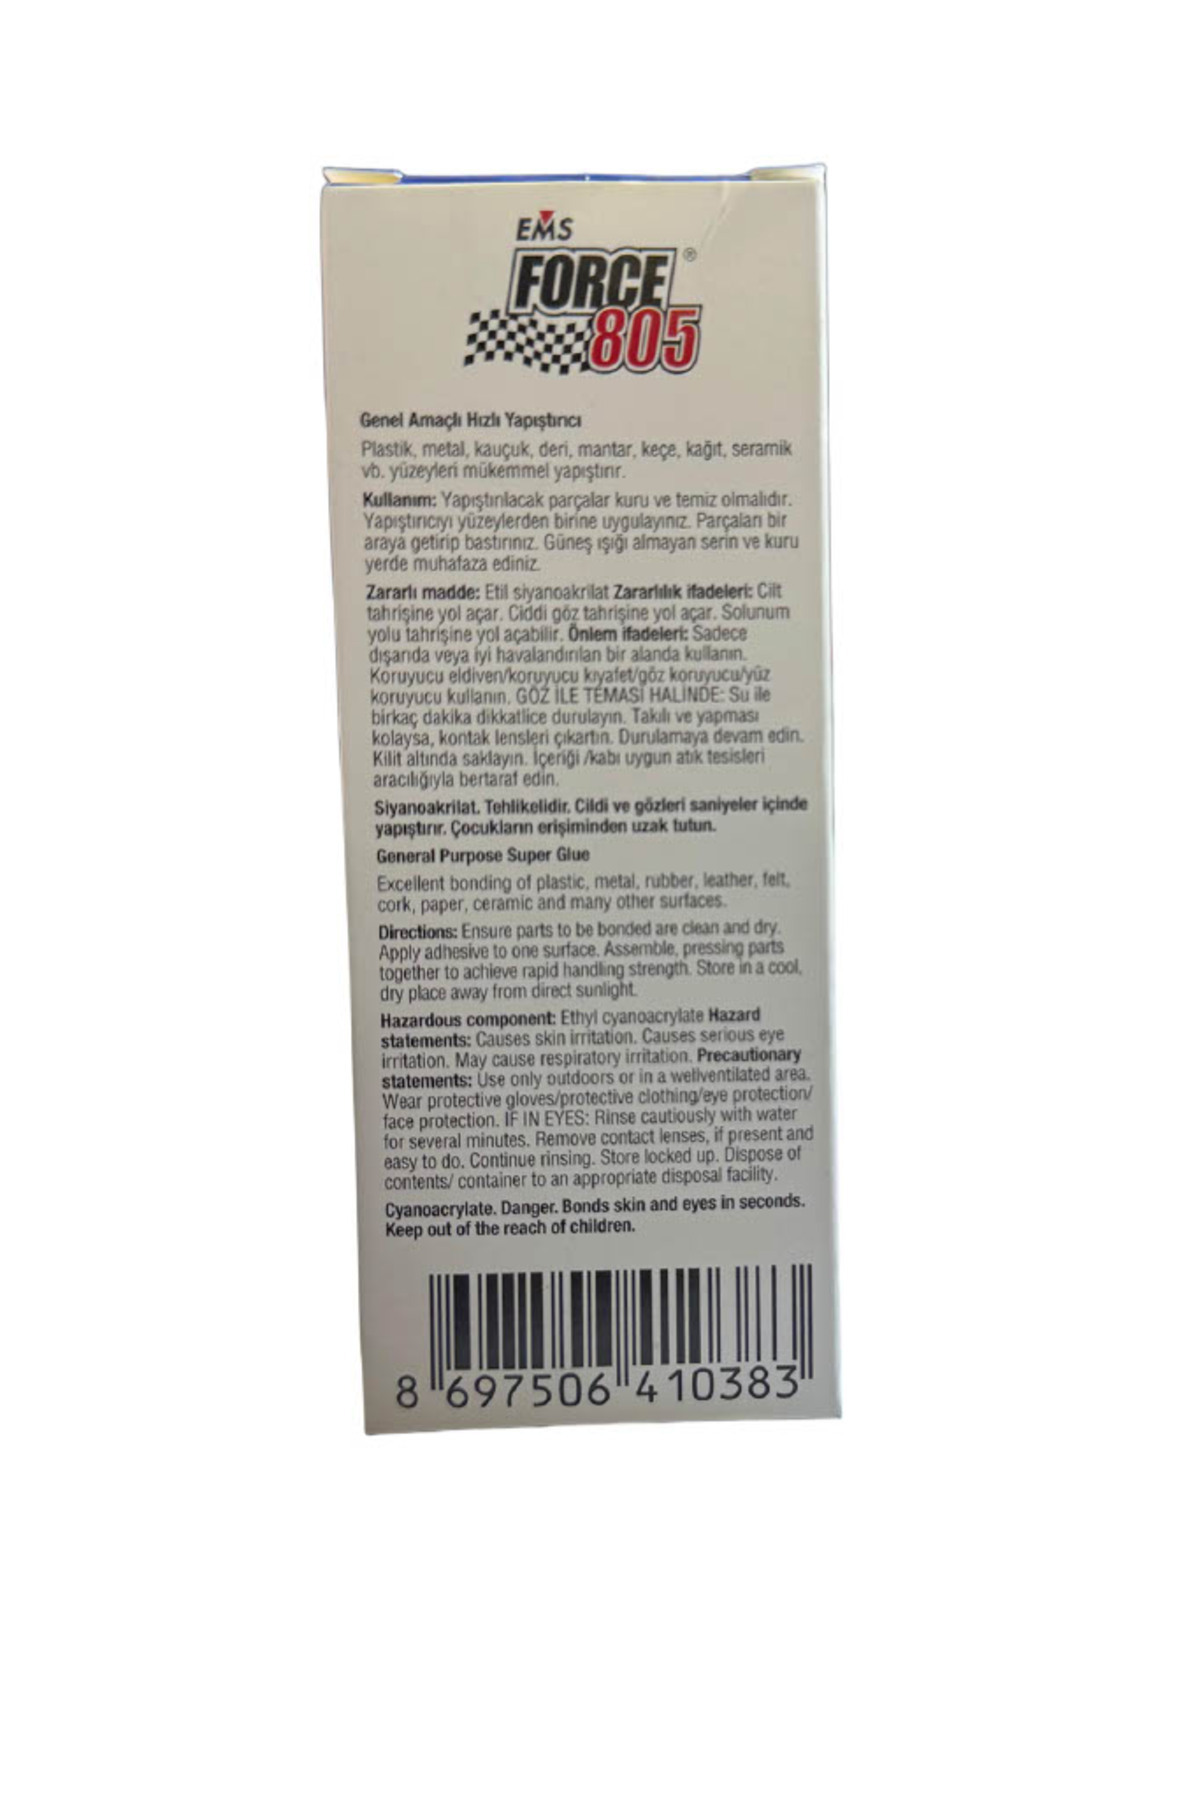 EMS
FORCE®
805
Genel Amaçlı Hızlı Yapıştırıcı
Plastik, metal, kauçuk, deri, mantar, keçe, kağıt, seramik
vb. yüzeyleri mükemmel yapıştırır.
Kullanım: Yapıştırılacak parçalar kuru ve temiz olmalıdır.
Yapıştırıcıyı yüzeylerden birine uygulayınız. Parçaları bir
araya getirip bastırınız. Güneş ışığı almayan serin ve kuru
yerde muhafaza ediniz.
Zararlı madde: Etil siyanoakrilat Zararlılık ifadeleri: Cilt
tahrişine yol açar. Ciddi göz tahrişine yol açar. Solunum
yolu tahrişine yol açabilir. Önlem ifadeleri: Sadece
dışarıda veya iyi havalandırılan bir alanda kullanın.
Koruyucu eldiven/koruyucu kıyafet/göz koruyucu/yüz
koruyucu kullanın. GÖZ İLE TEMASI HALİNDE: Su ile
birkaç dakika dikkatlice durulayın. Takılı ve yapması
kolaysa, kontak lensleri çıkartın. Durulamaya devam edin.
Kilit altında saklayın. İçeriği /kabı uygun atık tesisleri
aracılığıyla bertaraf edin.
Siyanoakrilat. Tehlikelidir. Cildi ve gözleri saniyeler içinde
yapıştırır. Çocukların erişiminden uzak tutun.
General Purpose Super Glue
Excellent bonding of plastic, metal, rubber, leather, felt,
cork, paper, ceramic and many other surfaces.
Directions: Ensure parts to be bonded are clean and dry.
Apply adhesive to one surface. Assemble, pressing parts
together to achieve rapid handling strength. Store in a cool,
dry place away from direct sunlight.
Hazardous component: Ethyl cyanoacrylate Hazard
statements: Causes skin irritation. Causes serious eye
irritation. May cause respiratory irritation. Precautionary
statements: Use only outdoors or in a wellventilated area.
Wear protective gloves/protective clothing/eye protection/
face protection. IF IN EYES: Rinse cautiously with water
for several minutes. Remove contact lenses, if present and
easy to do. Continue rinsing. Store locked up. Dispose of
contents/ container to an appropriate disposal facility.
Cyanoacrylate. Danger. Bonds skin and eyes in seconds.
Keep out of the reach of children.
8 697506 410383